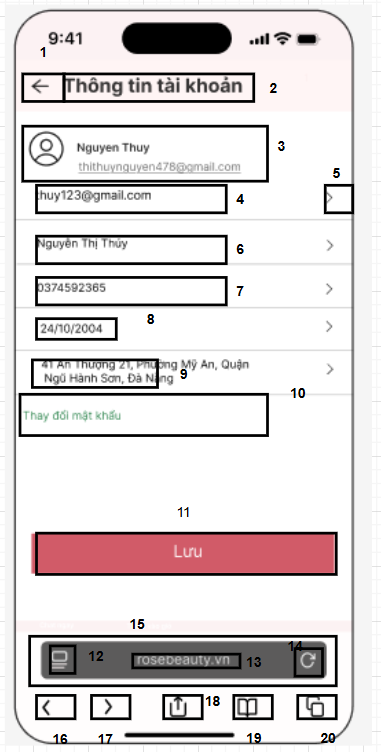 9:41
1
Thông tin tài khoản
2
Nguyen Thuy
3
thithuynguyen478@gmail.com
5
thuy123@gmail.com
4
Nguyễn Thị Thúy
6
0374592365
7
24/10/2004
8
41 An Thượng 21, Phường Mỹ An, Quận
Ngũ Hành Sơn, Đà Nẵng
9
10
Thay đổi mật khẩu
11
Lưu
15
12
rosebeauty.vn
13
14
18
16
17
19
20